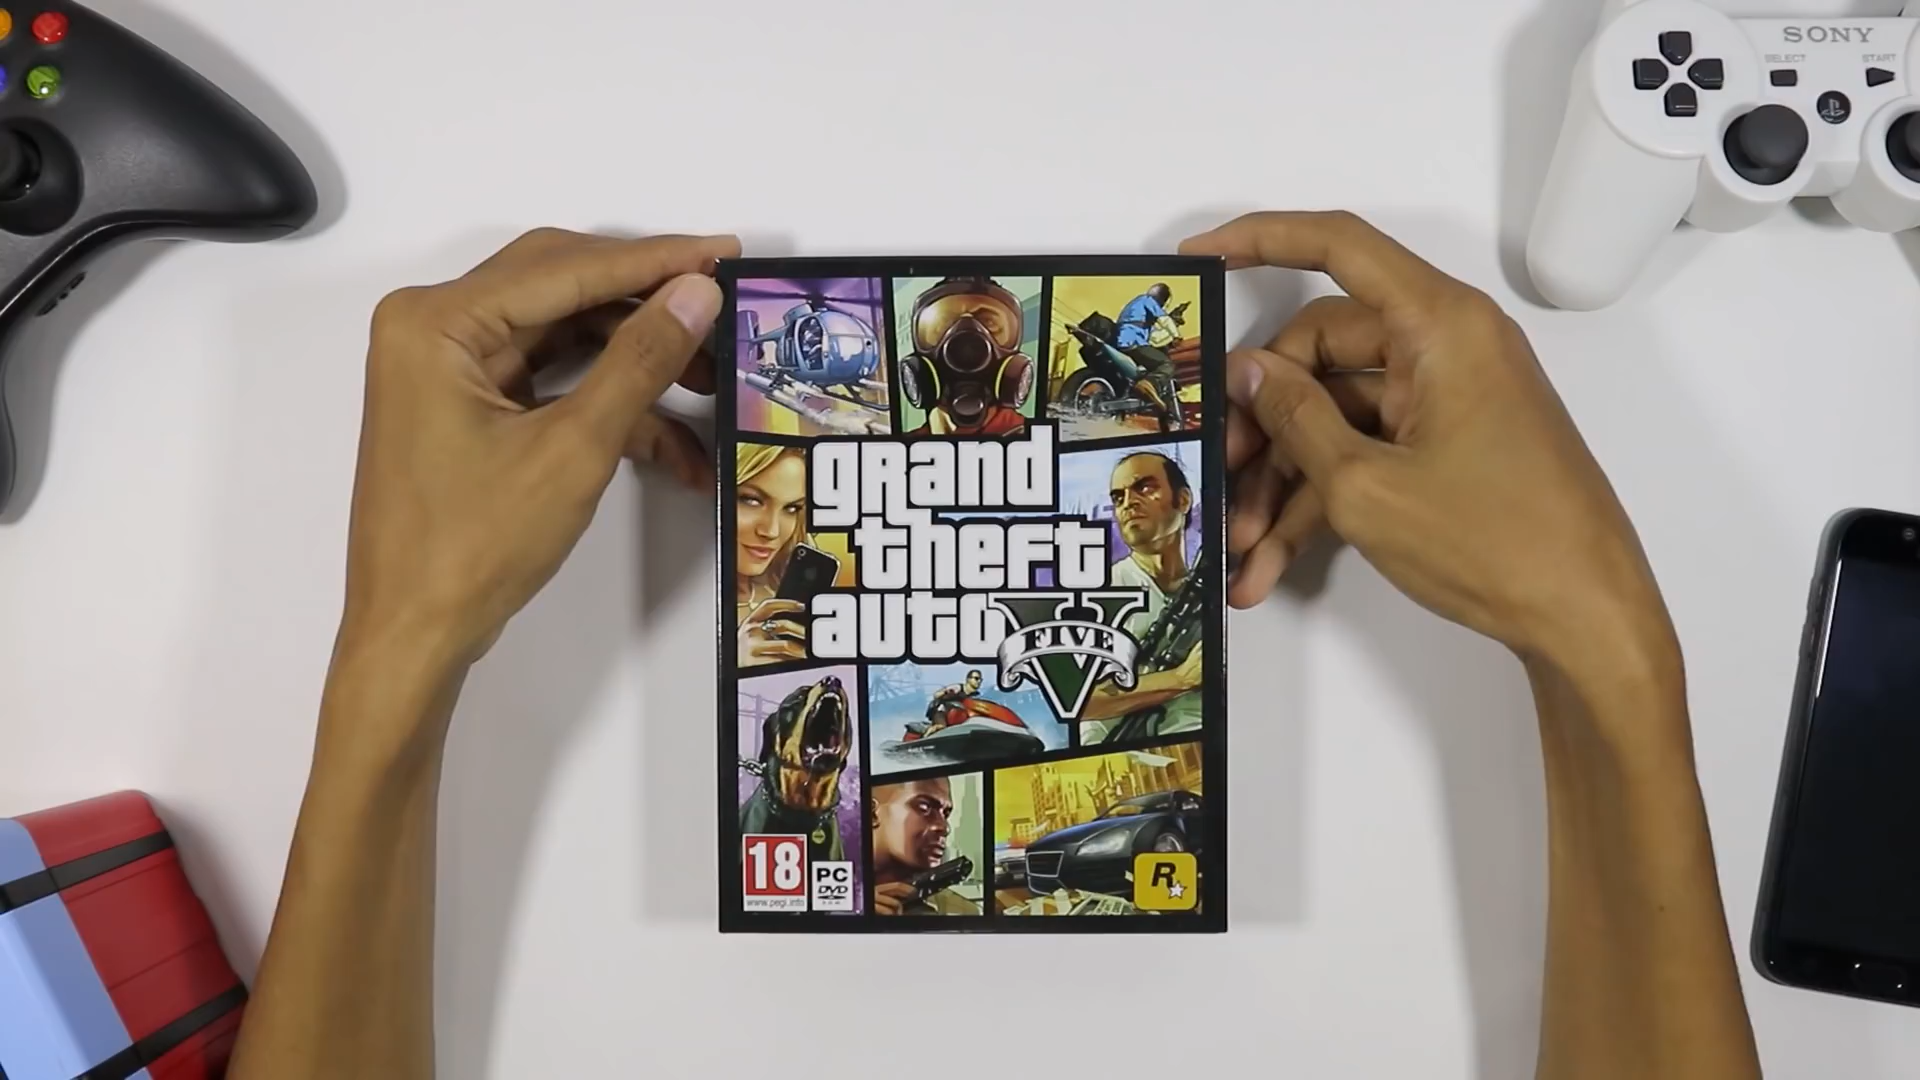 SONY
SELECT START
grand
theft
auto V
FIVE
18
www.pegi.info
PC
DVD
R